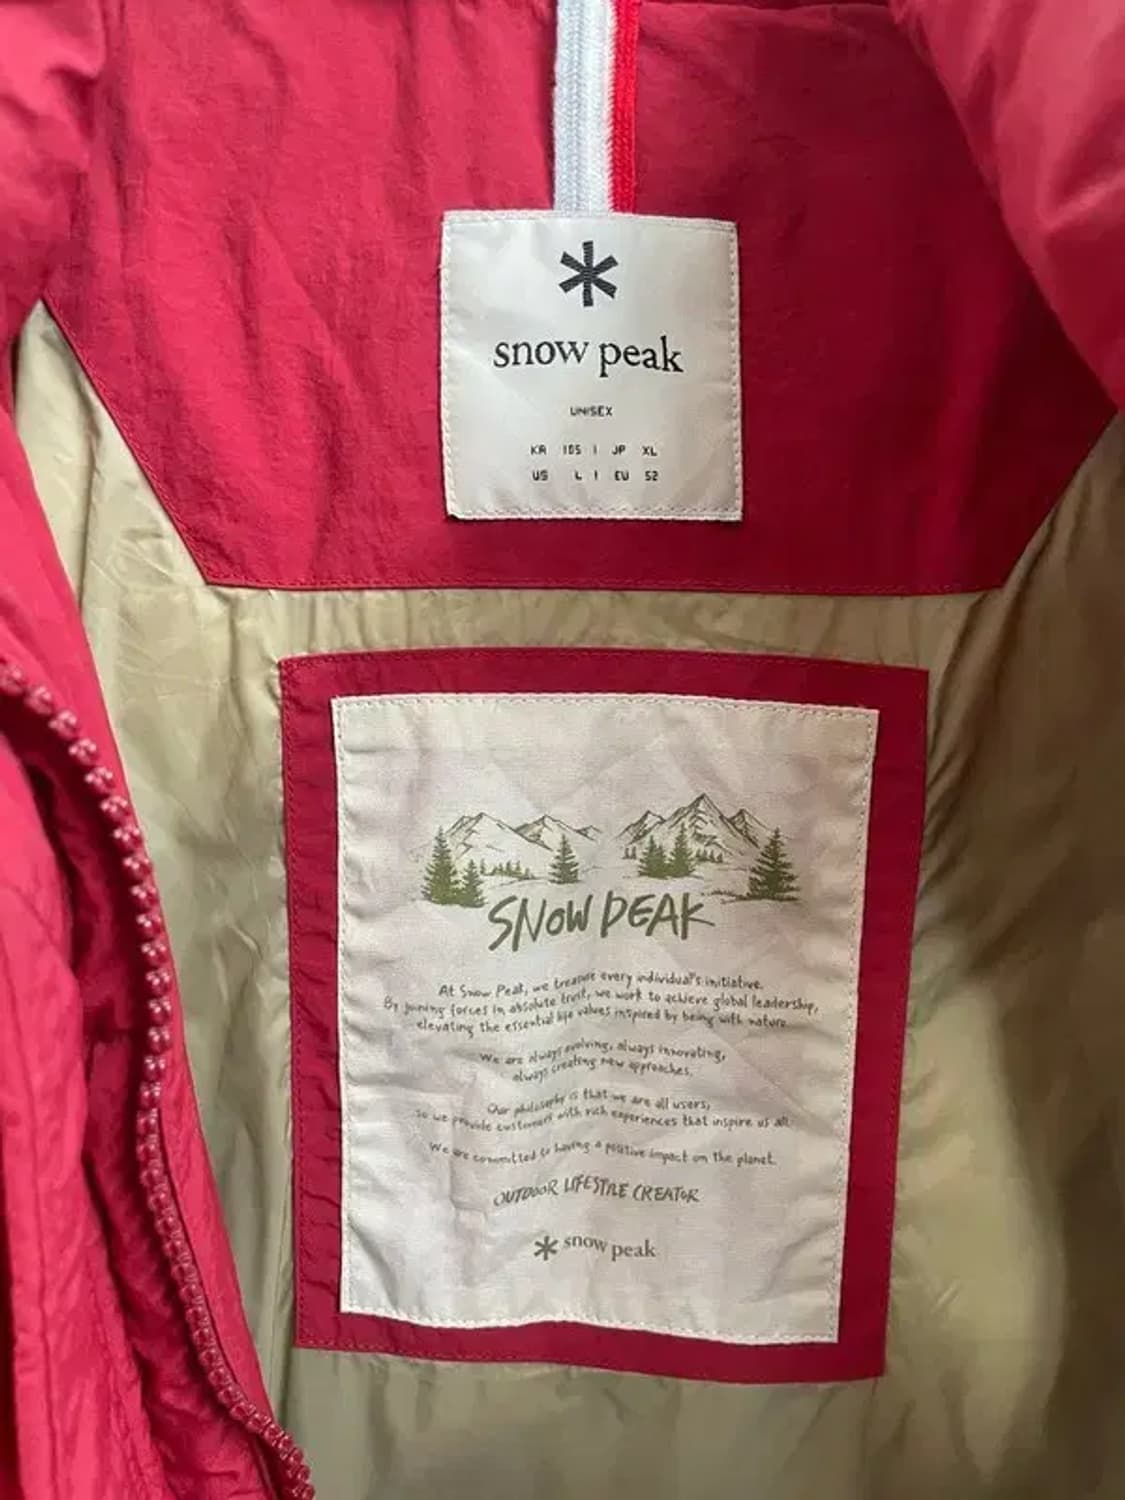 snow peak
UNISEX
KR 105 | JP XL
US L | EU 52
SNOW PEAK
At Snow Peak, we treasure every individual's initiative.
By joining forces in absolute trust, we work to achieve global leadership,
elevating the essential life values inspired by being with nature.
We are always evolving, always innovating,
always creating new approaches.
Our philosophy is that we are all users,
so we provide customers with rich experiences that inspire us all.
We are committed to having a positive impact on the planet.
OUTDOOR LIFESTYLE CREATOR
snow peak